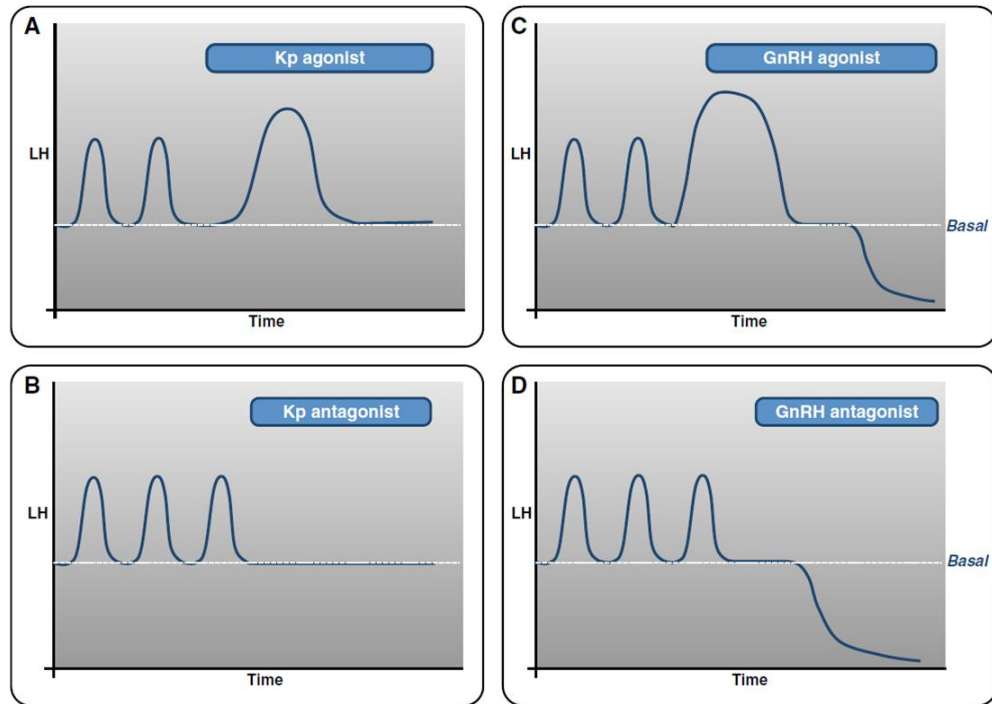 A
Kp agonist
LH
Time
C
GnRH agonist
LH
Basal
Time
B
Kp antagonist
LH
Time
D
GnRH antagonist
LH
Basal
Time